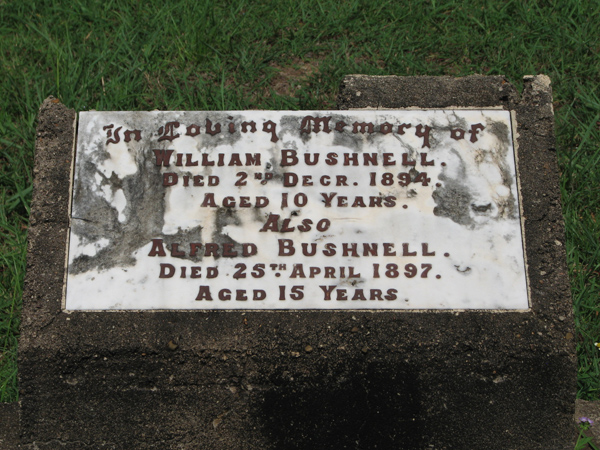 In Loving Memory of
WILLIAM BUSHNELL.
DIED 2ND DECR. 1894.
AGED 10 YEARS.
ALSO
ALFRED BUSHNELL.
DIED 25TH APRIL 1897.
AGED 15 YEARS